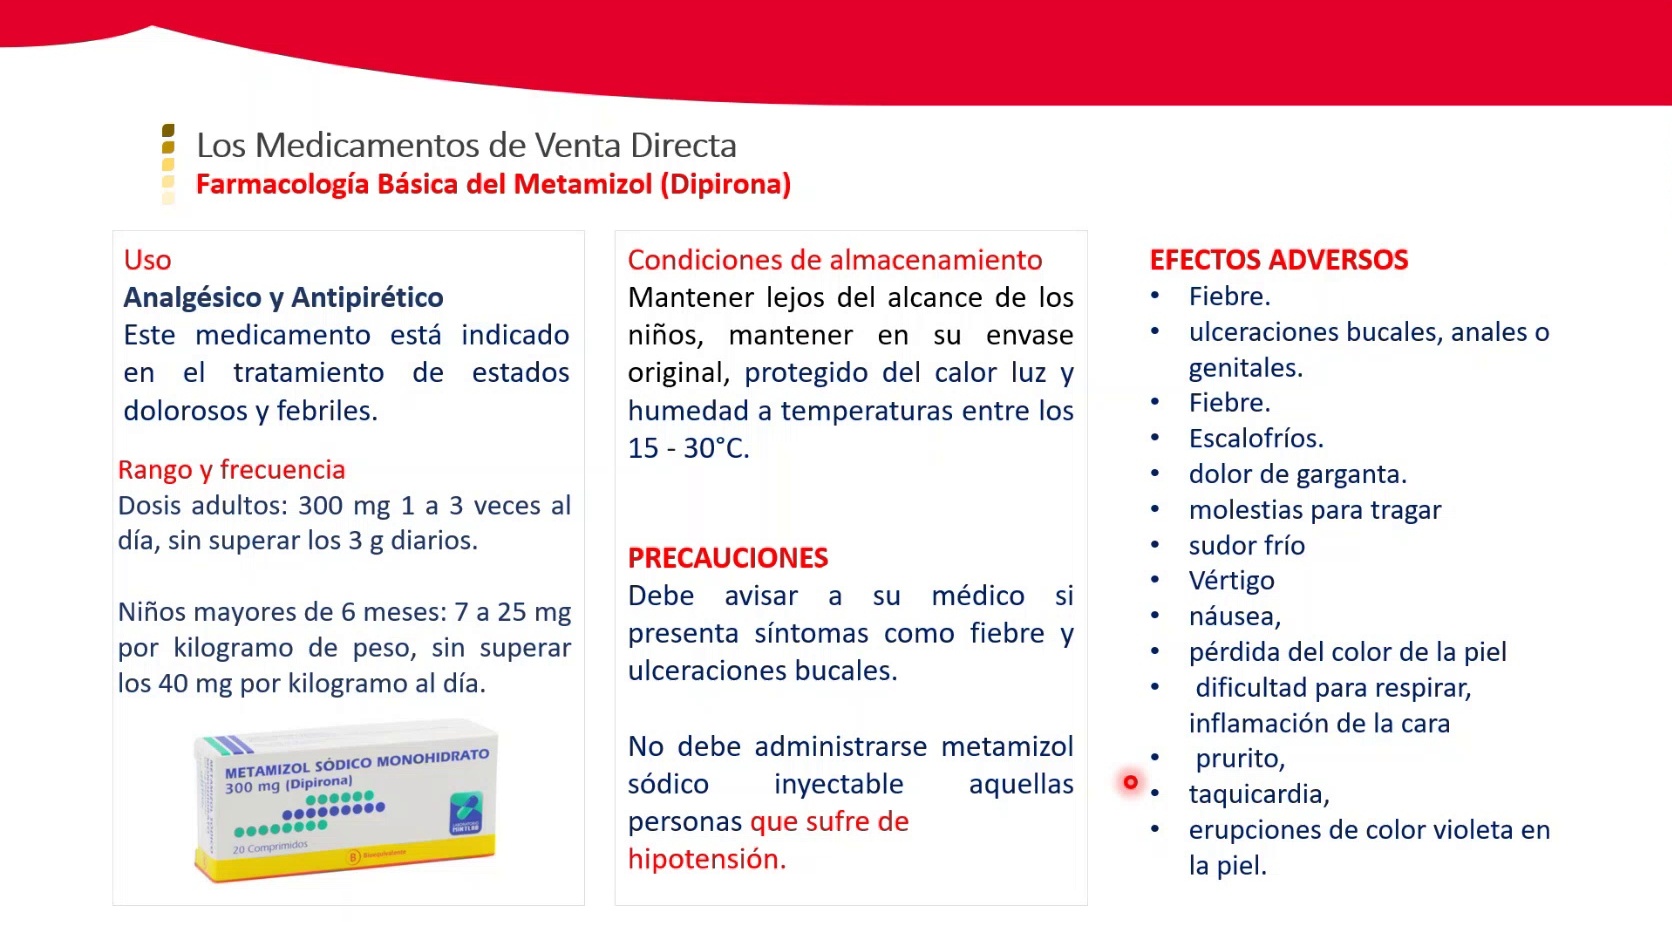 Los Medicamentos de Venta Directa
Farmacología Básica del Metamizol (Dipirona)
Uso
Analgésico y Antipirético
Este medicamento está indicado
en el tratamiento de estados
dolorosos y febriles.
Rango y frecuencia
Dosis adultos: 300 mg 1 a 3 veces al
día, sin superar los 3 g diarios.
Niños mayores de 6 meses: 7 a 25 mg
por kilogramo de peso, sin superar
los 40 mg por kilogramo al día.
METAMIZOL SÓDICO MONOHIDRATO
300 mg (Dipirona)
20 Comprimidos
B Bioequivalente
Condiciones de almacenamiento
Mantener lejos del alcance de los
niños, mantener en su envase
original, protegido del calor luz y
humedad a temperaturas entre los
15 - 30°C.
PRECAUCIONES
Debe avisar a su médico si
presenta síntomas como fiebre y
ulceraciones bucales.
No debe administrarse metamizol
sódico inyectable aquellas
personas que sufre de
hipotensión.
EFECTOS ADVERSOS
• Fiebre.
• ulceraciones bucales, anales o
genitales.
• Fiebre.
• Escalofríos.
• dolor de garganta.
• molestias para tragar
• sudor frío
• Vértigo
• náusea,
• pérdida del color de la piel
• dificultad para respirar,
inflamación de la cara
• prurito,
• taquicardia,
• erupciones de color violeta en
la piel.